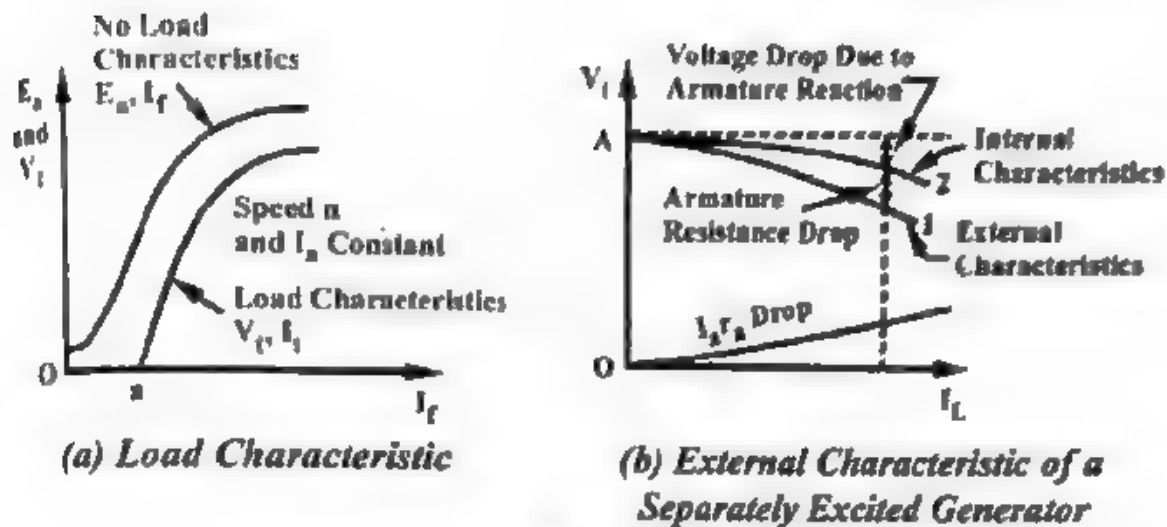 No Load
Characteristics
Eₐ, I_f
Eₐ
and
V_t
Speed n
and Iₐ Constant
Load Characteristics
V_t, I_t
O
a
I_f
(a) Load Characteristic
Voltage Drop Due to
Armature Reaction
V_t
A
Internal
Characteristics
2
Armature
Resistance Drop
1
External
Characteristics
Iₐrₐ Drop
O
I_L
(b) External Characteristic of a
Separately Excited Generator